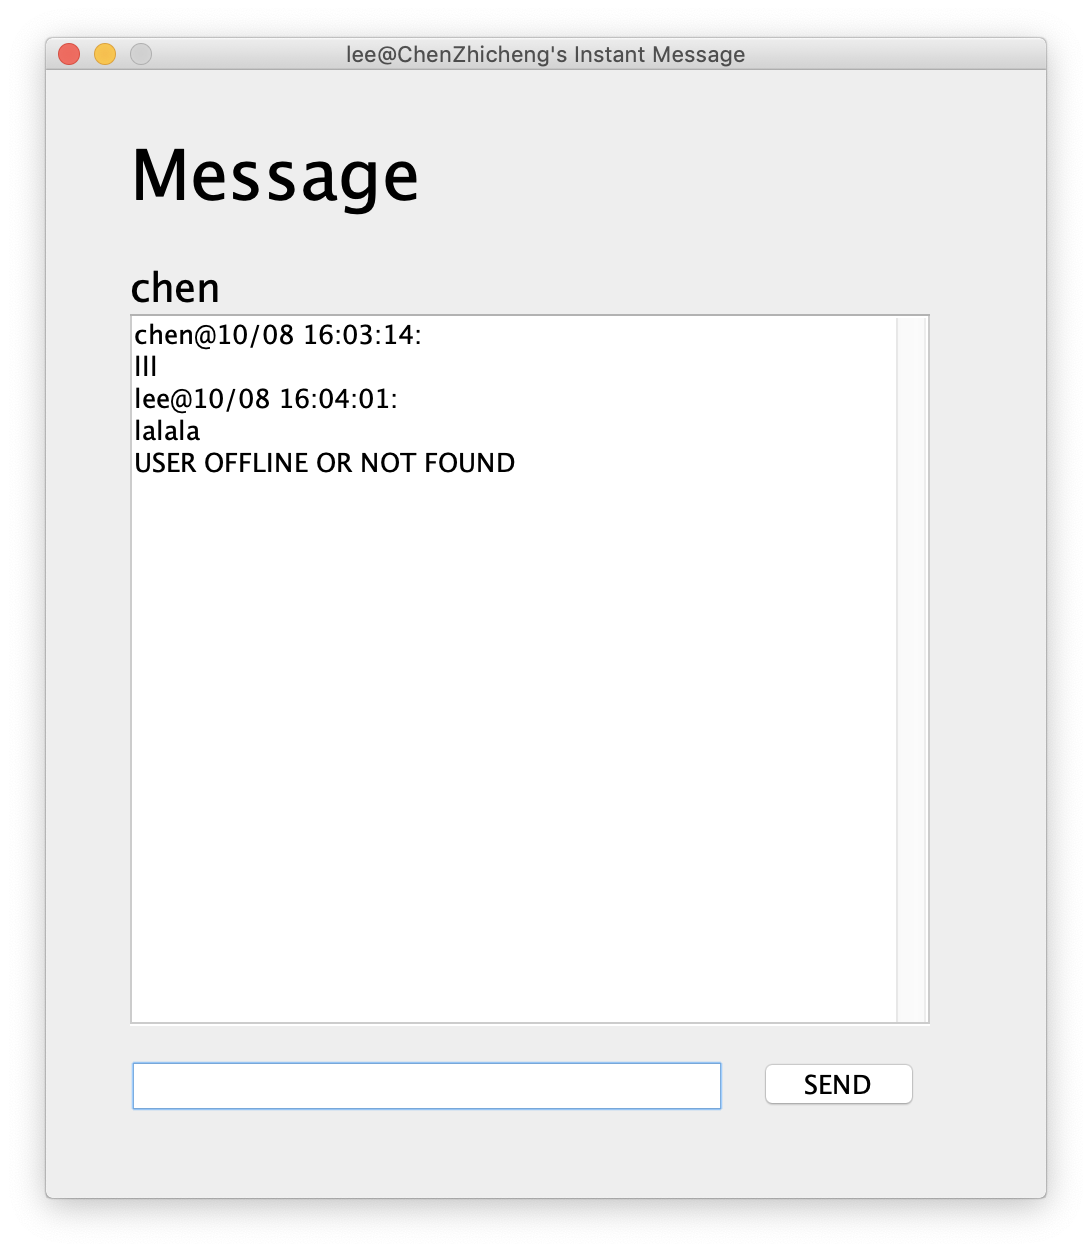 lee@ChenZhicheng's Instant Message
Message
chen
chen@10/08 16:03:14:
lll
lee@10/08 16:04:01:
lalala
USER OFFLINE OR NOT FOUND
SEND